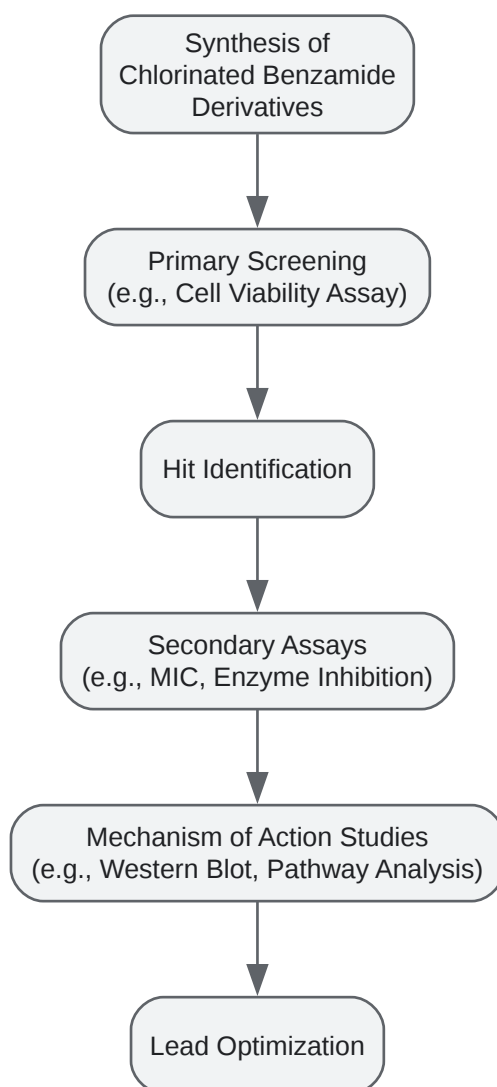 Synthesis of
Chlorinated Benzamide
Derivatives
Primary Screening
(e.g., Cell Viability Assay)
Hit Identification
Secondary Assays
(e.g., MIC, Enzyme Inhibition)
Mechanism of Action Studies
(e.g., Western Blot, Pathway Analysis)
Lead Optimization